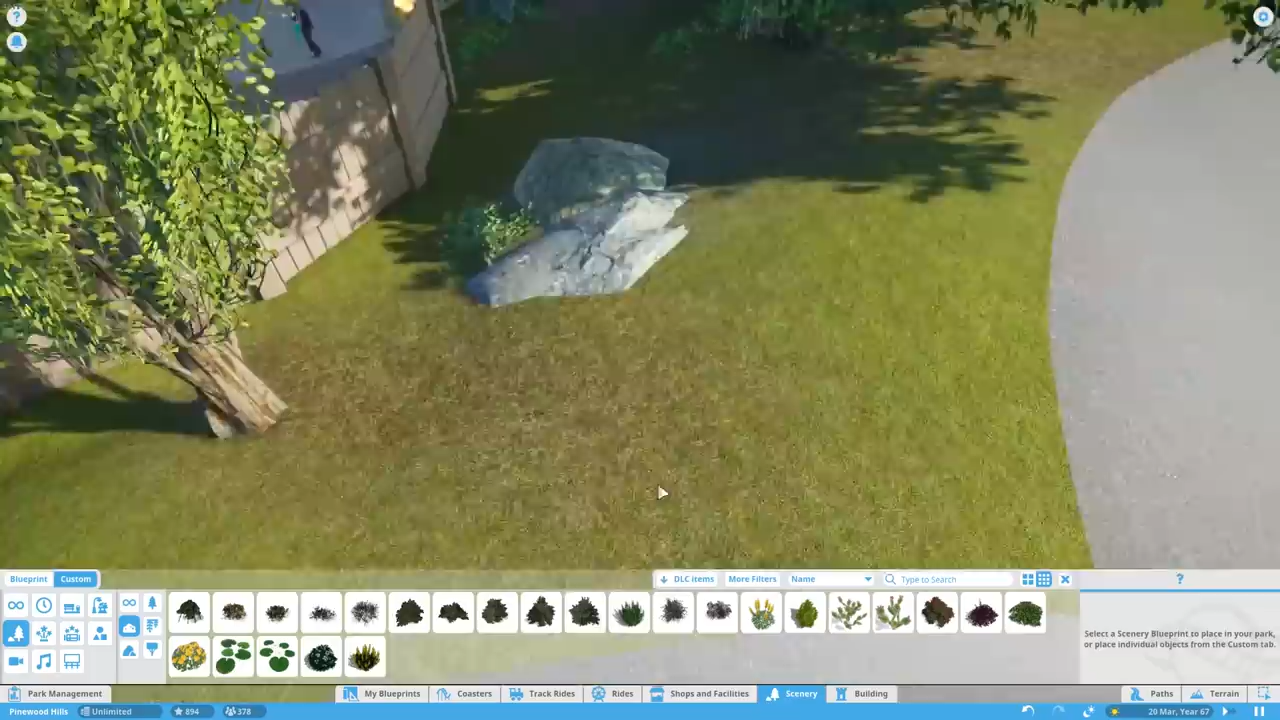 ?
Blueprint
Custom
DLC items
More Filters
Name
Type to Search
?
Select a Scenery Blueprint to place in your park,
or place individual objects from the Custom tab.
Park Management
My Blueprints
Coasters
Track Rides
Rides
Shops and Facilities
Scenery
Building
Paths
Terrain
Pinewood Hills
Unlimited
894
378
20 Mar, Year 67